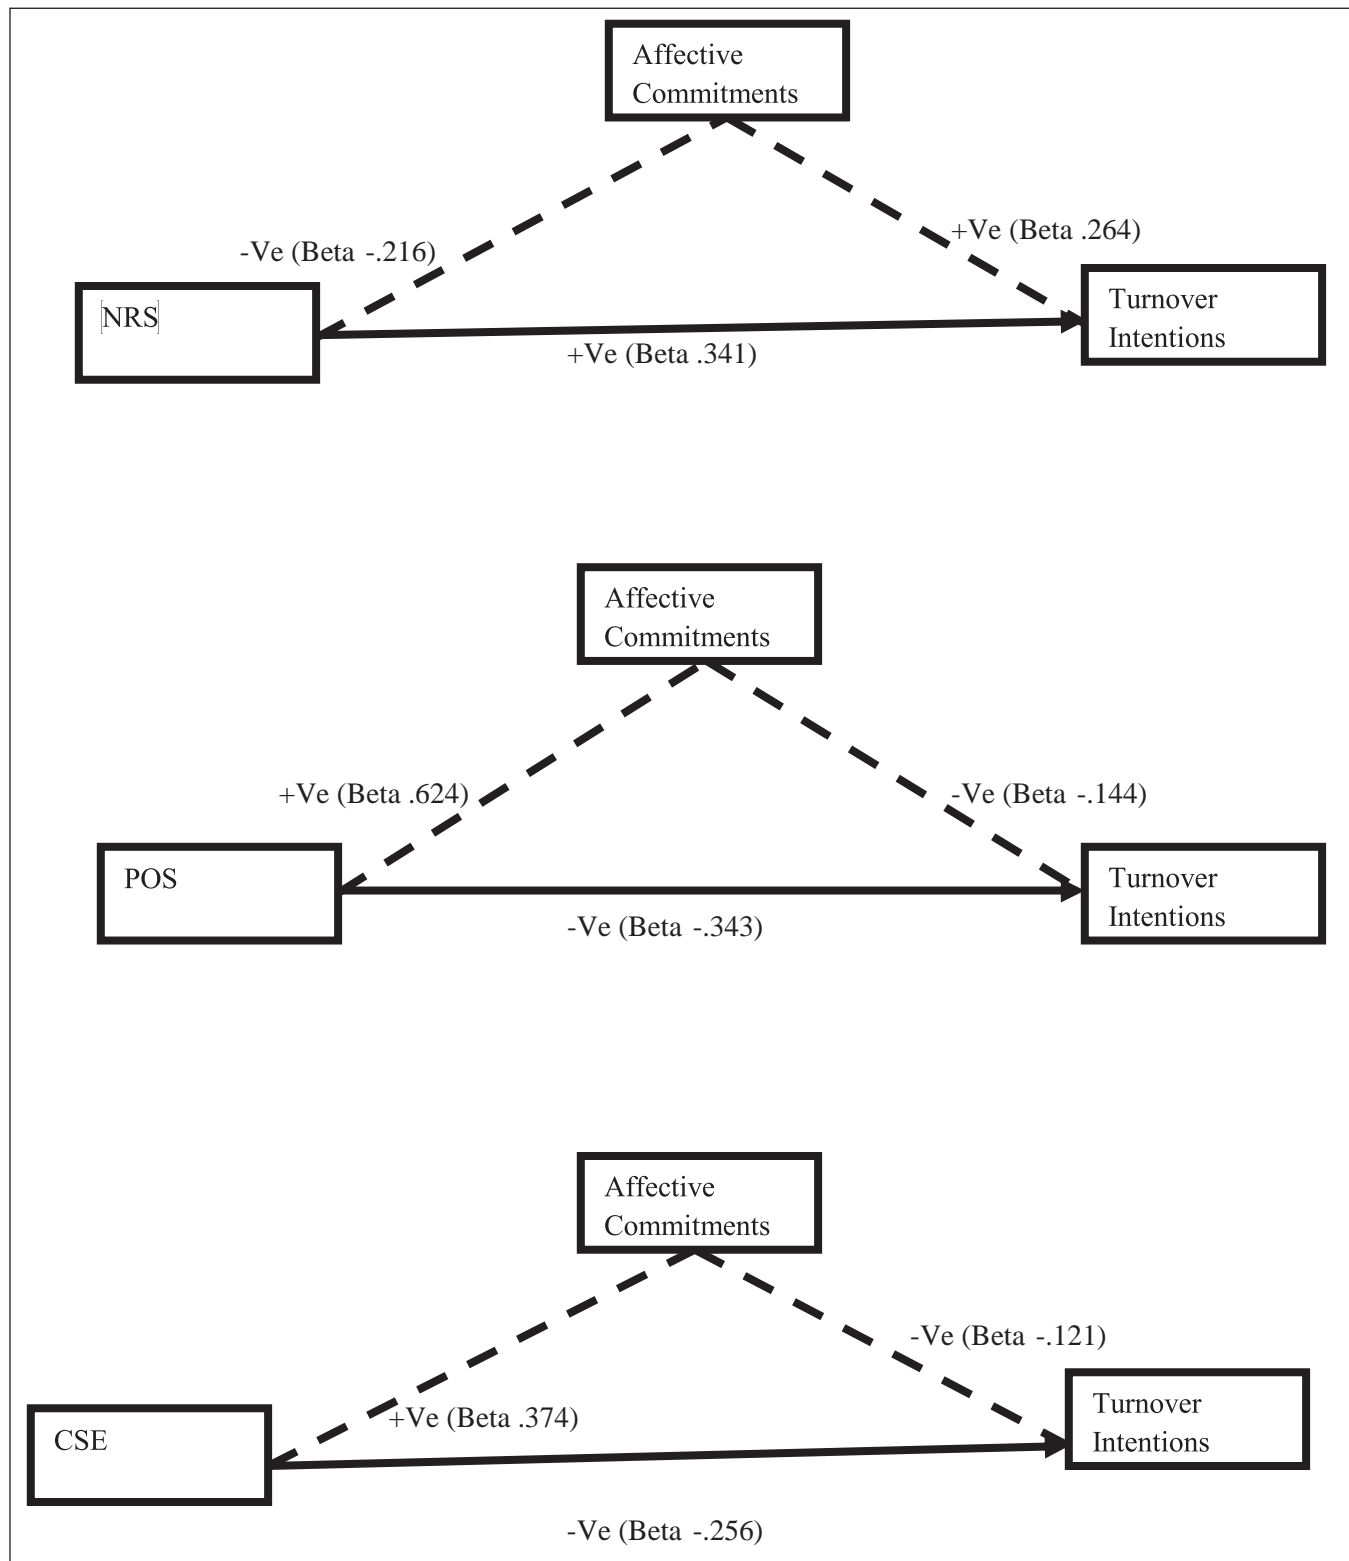 Affective
Commitments
-Ve (Beta -.216)
+Ve (Beta .264)
NRS
+Ve (Beta .341)
Turnover
Intentions
Affective
Commitments
+Ve (Beta .624)
-Ve (Beta -.144)
POS
-Ve (Beta -.343)
Turnover
Intentions
Affective
Commitments
-Ve (Beta -.121)
+Ve (Beta .374)
CSE
Turnover
Intentions
-Ve (Beta -.256)